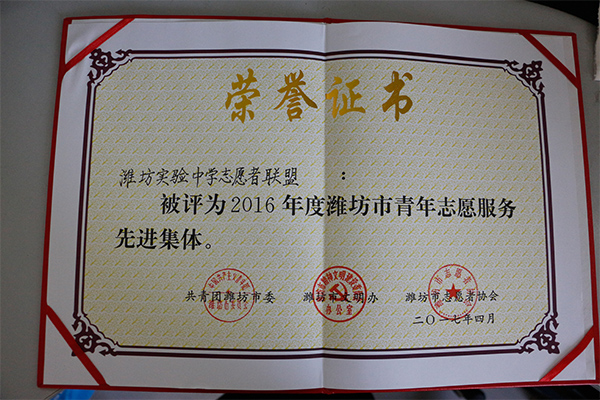 荣誉证书
潍坊实验中学志愿者联盟：
被评为2016年度潍坊市青年志愿服务
先进集体。
共青团潍坊市委 潍坊市文明办 潍坊市志愿者协会
二〇一七年四月